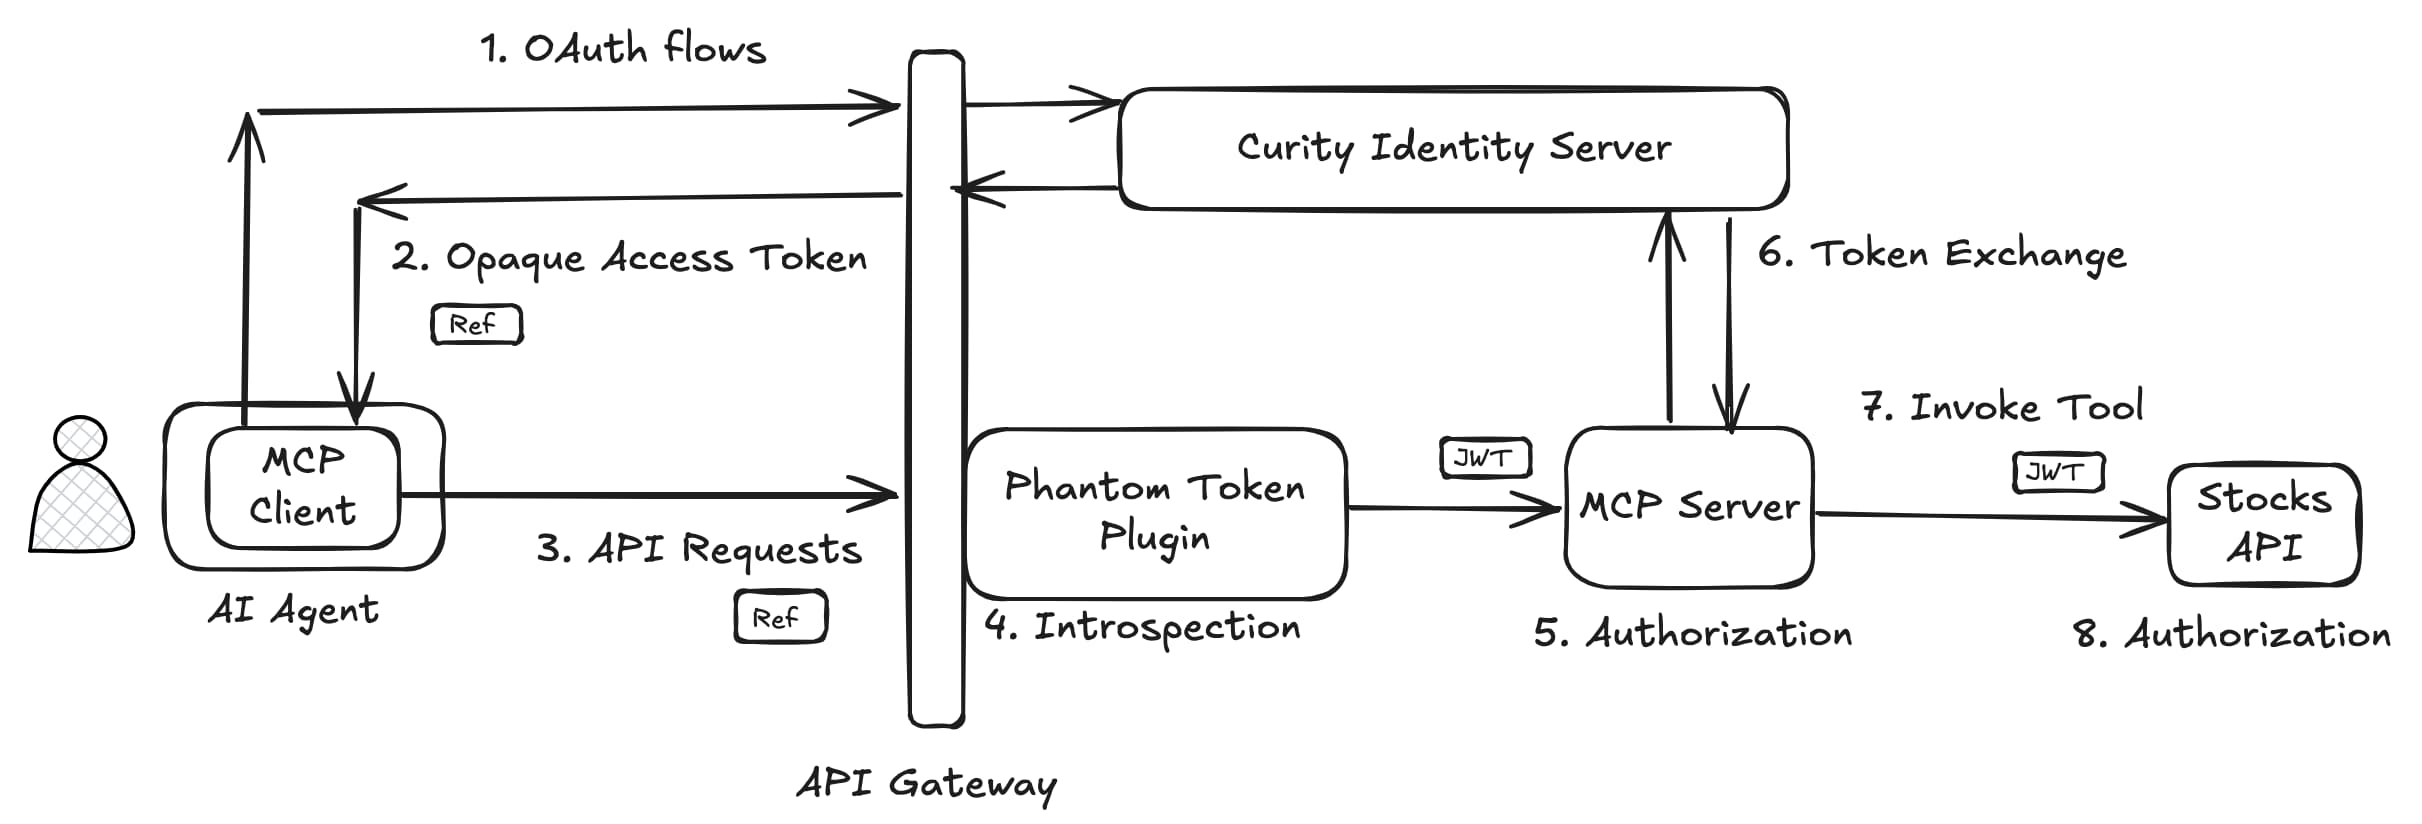 1. OAuth flows
Curity Identity Server
2. Opaque Access Token
Ref
6. Token Exchange
MCP
Client
AI Agent
3. API Requests
Ref
Phantom Token
Plugin
4. Introspection
JWT
MCP Server
5. Authorization
7. Invoke Tool
JWT
Stocks
API
8. Authorization
API Gateway